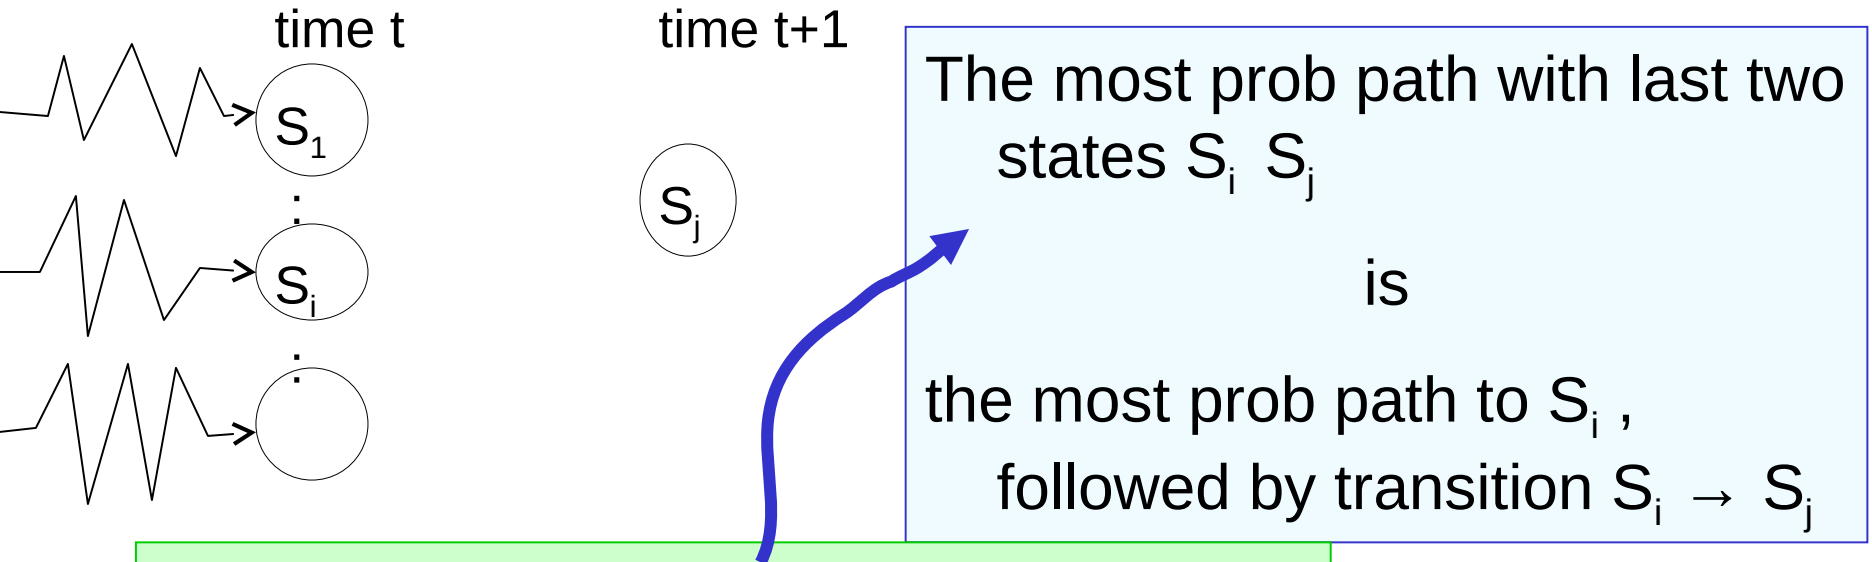 time t
time t+1
S1
:
Si
:
Sj
The most prob path with last two
states Si Sj
is
the most prob path to Si ,
followed by transition Si → Sj